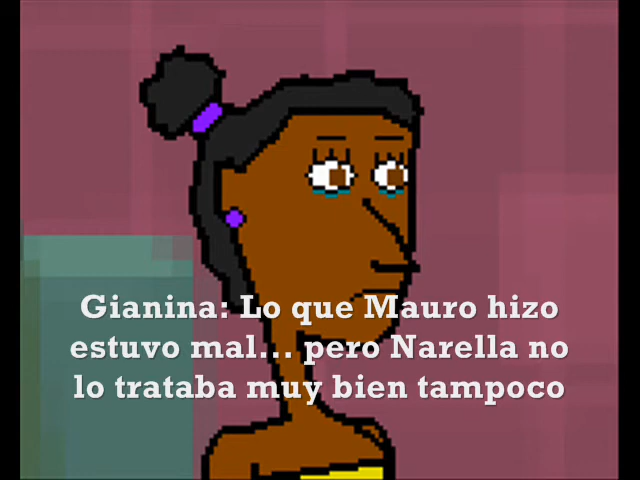 Gianina: Lo que Mauro hizo
estuvo mal... pero Narella no
lo trataba muy bien tampoco